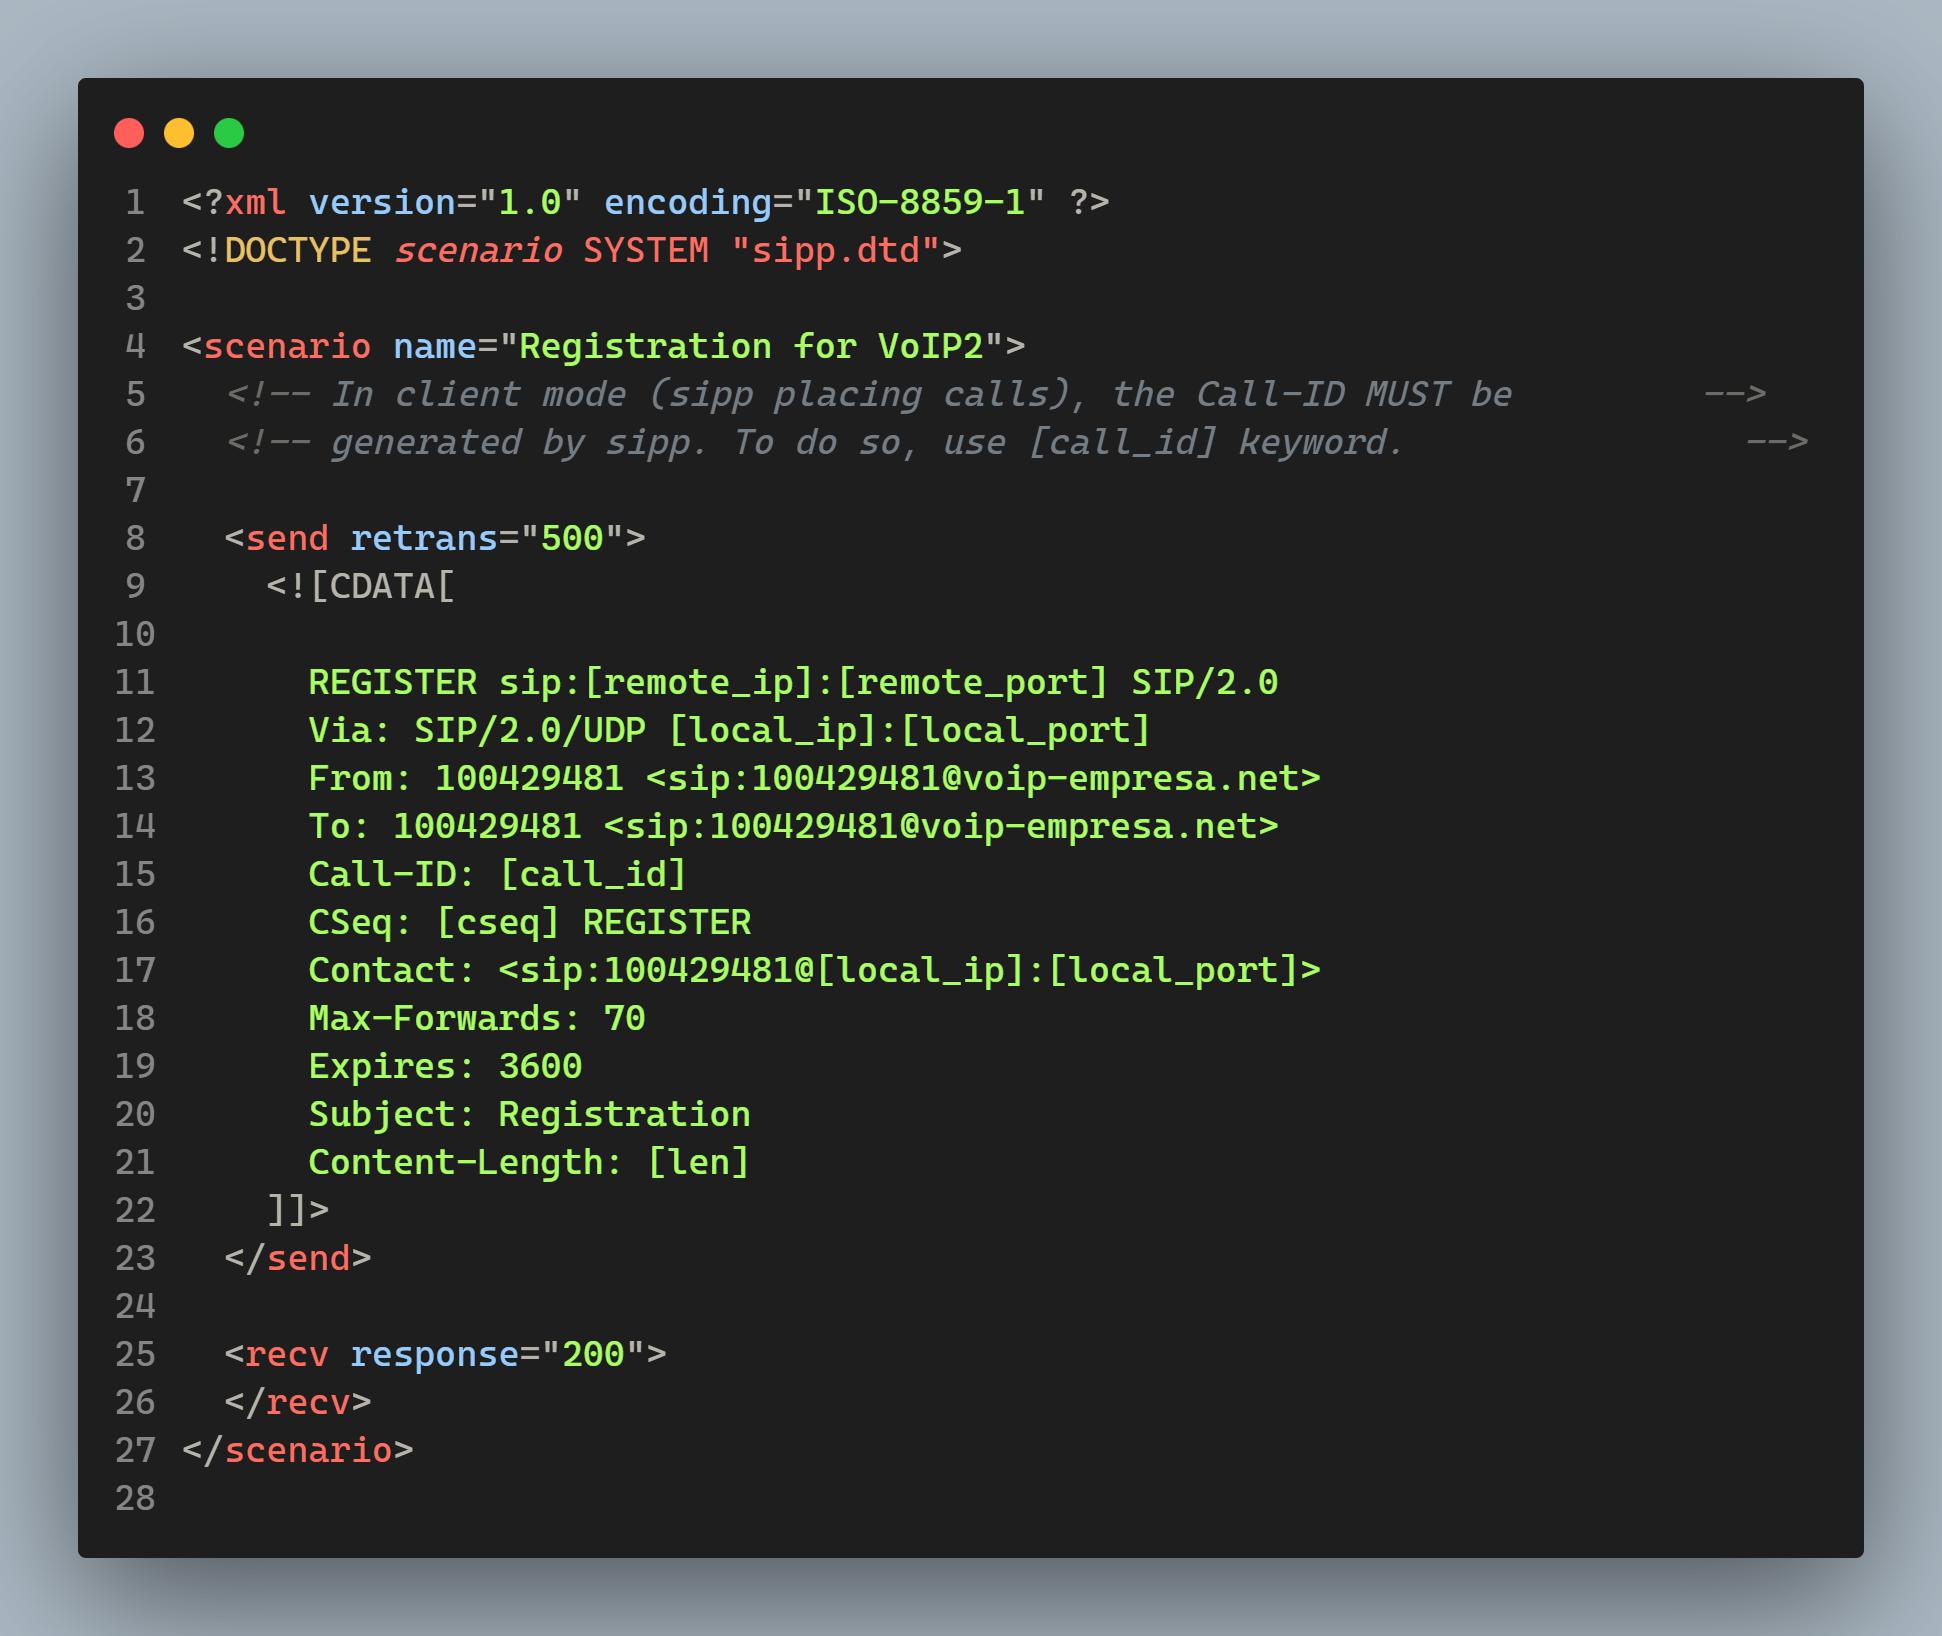 1 <?xml version="1.0" encoding="ISO-8859-1" ?>
2 <!DOCTYPE scenario SYSTEM "sipp.dtd">
3
4 <scenario name="Registration for VoIP2">
5   <!-- In client mode (sipp placing calls), the Call-ID MUST be         -->
6   <!-- generated by sipp. To do so, use [call_id] keyword.                -->
7
8   <send retrans="500">
9     <![CDATA[
10
11       REGISTER sip:[remote_ip]:[remote_port] SIP/2.0
12       Via: SIP/2.0/UDP [local_ip]:[local_port]
13       From: 100429481 <sip:100429481@voip-empresa.net>
14       To: 100429481 <sip:100429481@voip-empresa.net>
15       Call-ID: [call_id]
16       CSeq: [cseq] REGISTER
17       Contact: <sip:100429481@[local_ip]:[local_port]>
18       Max-Forwards: 70
19       Expires: 3600
20       Subject: Registration
21       Content-Length: [len]
22     ]]>
23   </send>
24
25   <recv response="200">
26   </recv>
27 </scenario>
28